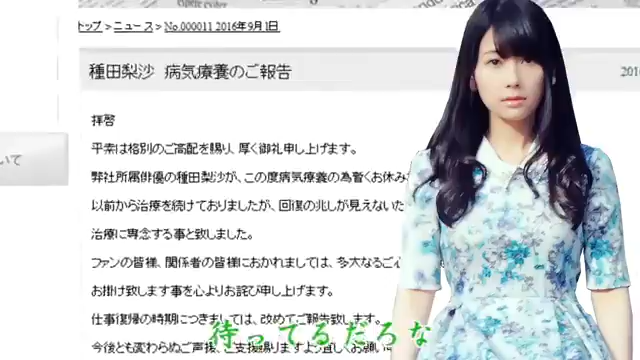 トップ > ニュース > No.000011 2016年9月1日
種田梨沙 病気療養のご報告
2016
いて
拝啓
平素は格別のご高配を賜り、厚く御礼申し上げます。
弊社所属俳優の種田梨沙が、この度病気療養の為暫くお休み
以前から治療を続けておりましたが、回復の兆しが見えないた
治療に専念する事と致しました。
ファンの皆様、関係者の皆様におかれましては、多大なるご心
お掛け致します事を心よりお詫び申し上げます。
仕事復帰の時期につきましては、改めてご報告致します。
今後とも変わらぬご声援、ご支援賜りますよう宜しくお願い
待ってるだろな